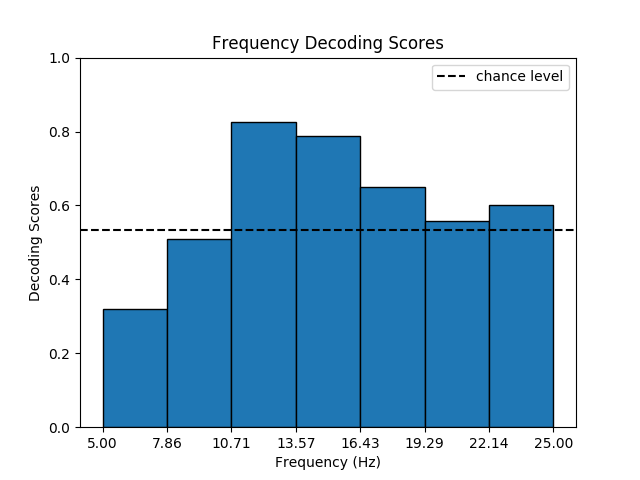 Frequency Decoding Scores
chance level
Decoding Scores
1.0
0.8
0.6
0.4
0.2
0.0
5.00 7.86 10.71 13.57 16.43 19.29 22.14 25.00
Frequency (Hz)